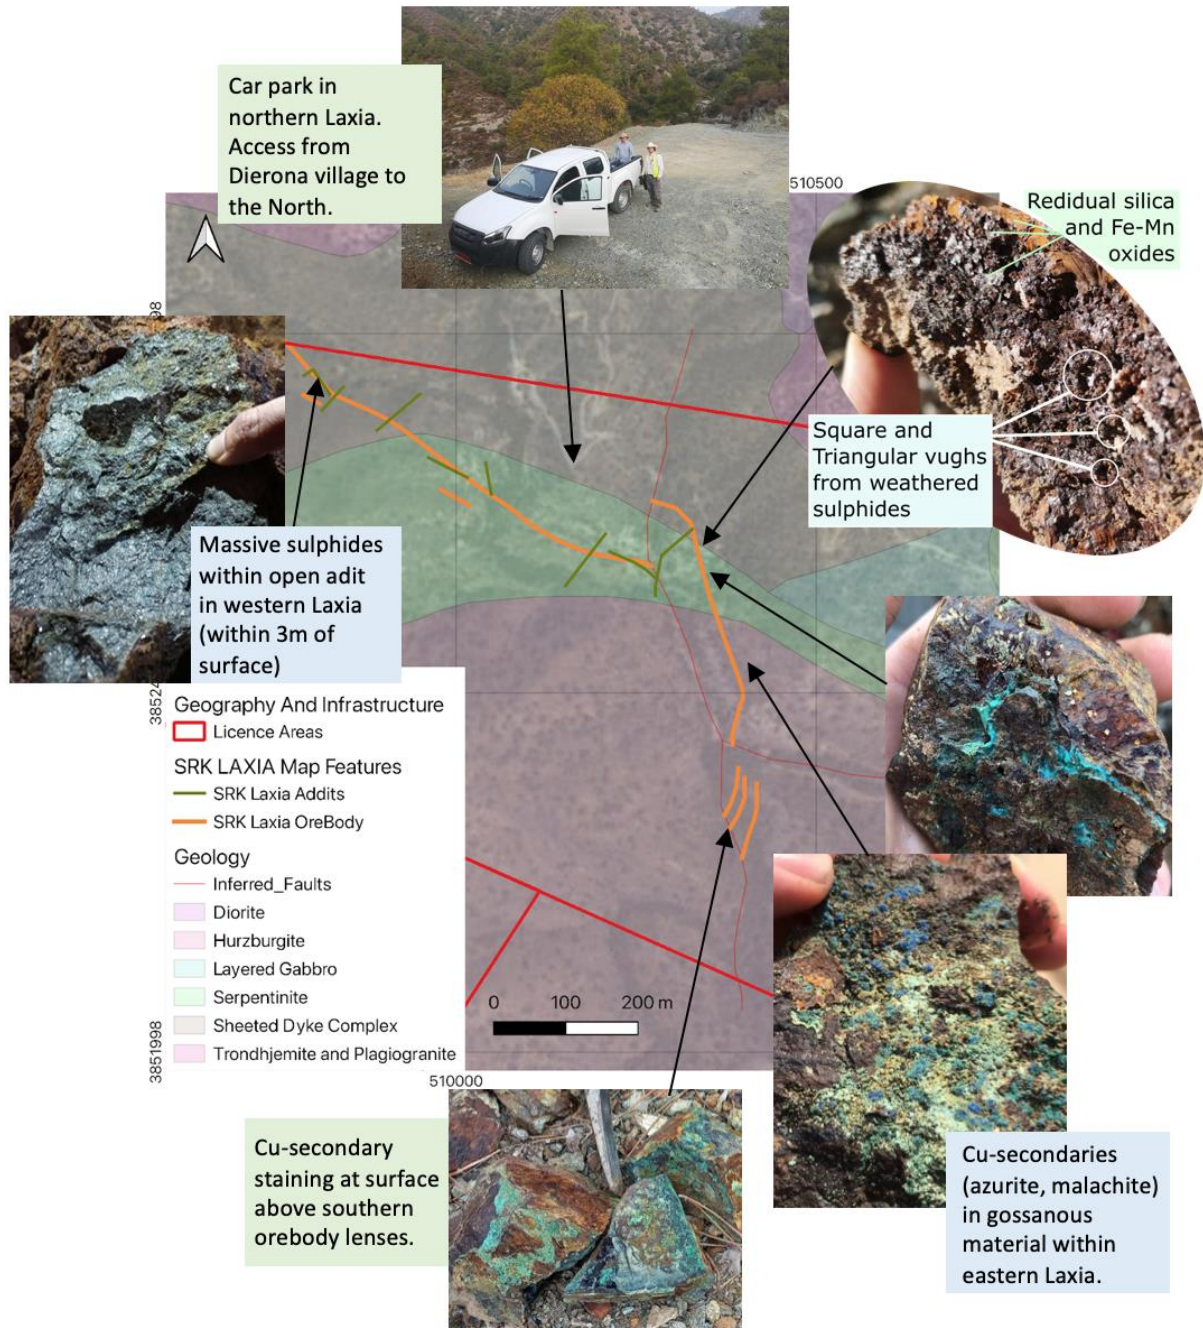 Car park in
northern Laxia.
Access from
Dierona village to
the North.
510500
Redidual silica
and Fe-Mn
oxides
98
Square and
Triangular vughs
from weathered
sulphides
Massive sulphides
within open adit
in western Laxia
(within 3m of
surface)
38524
Geography And Infrastructure
Licence Areas
SRK LAXIA Map Features
SRK Laxia Addits
SRK Laxia OreBody
Geology
Inferred_Faults
Diorite
Hurzburgite
Layered Gabbro
Serpentinite
Sheeted Dyke Complex
Trondhjemite and Plagiogranite
0 100 200 m
3851998
510000
Cu-secondary
staining at surface
above southern
orebody lenses.
Cu-secondaries
(azurite, malachite)
in gossanous
material within
eastern Laxia.